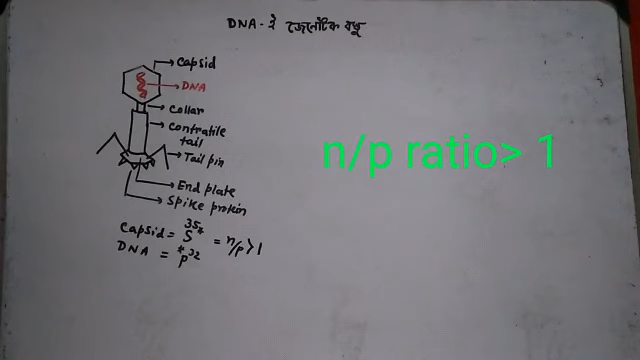 DNA-ই জেনেটিক বস্তু
capsid
DNA
collar
contratile
tail
Tail pin
End plate
spike protein
capsid = S³⁵* = n/p>1
DNA = *p³²
n/p ratio> 1